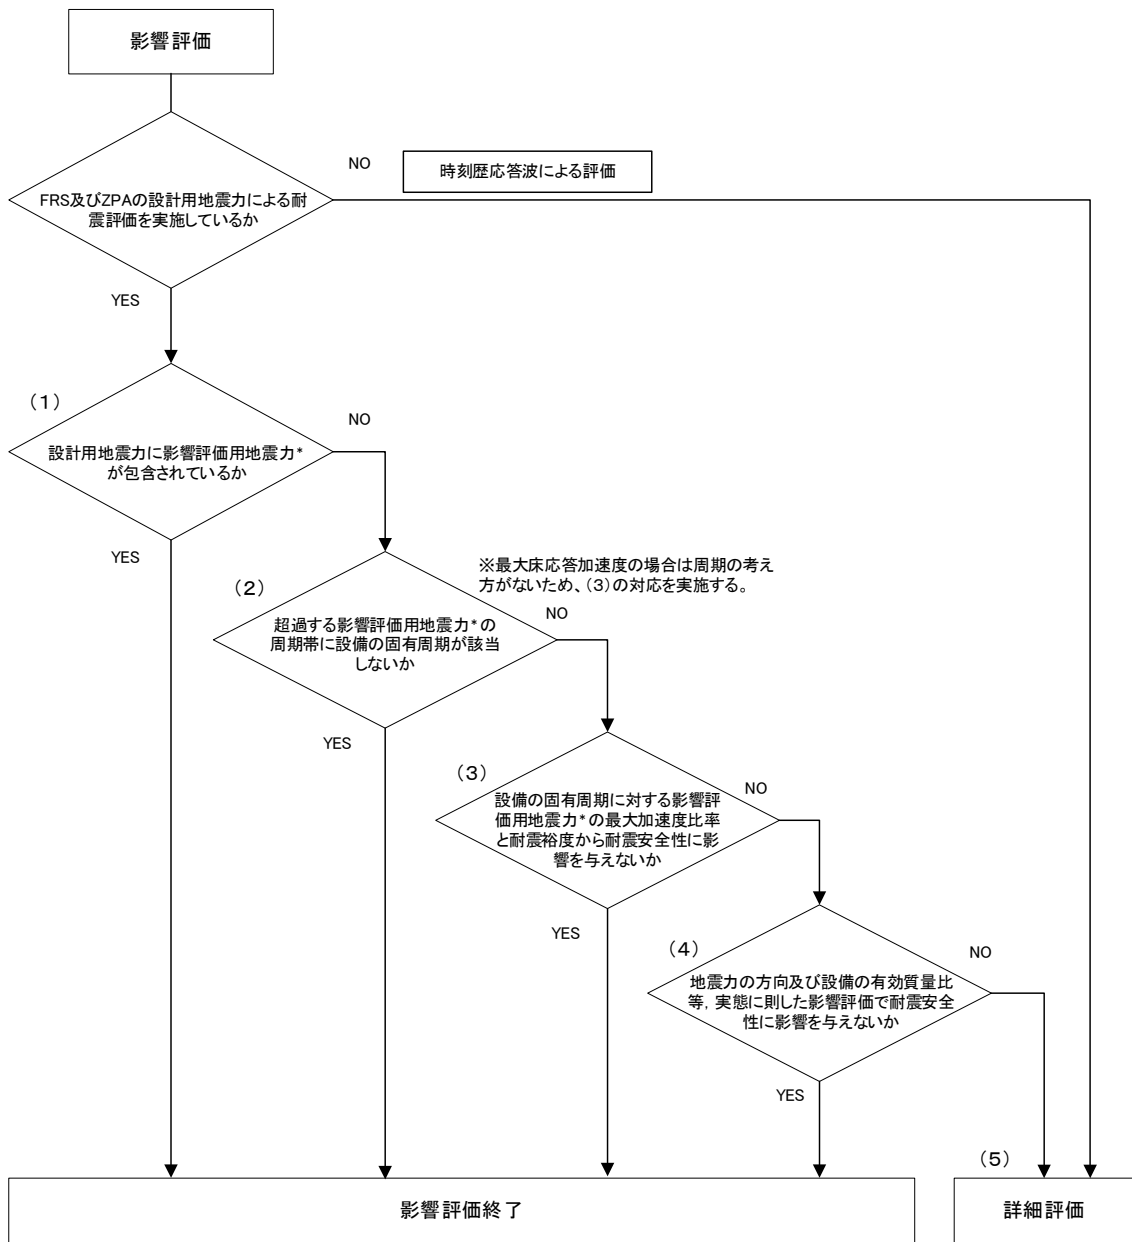 影響評価
NO
時刻歴応答波による評価
FRS及びZPAの設計用地震力による耐
震評価を実施しているか
YES
(1)
NO
設計用地震力に影響評価用地震力*
が包含されているか
YES
※最大床応答加速度の場合は周期の考え
方がないため、(3)の対応を実施する。
(2)
NO
超過する影響評価用地震力*の
周期帯に設備の固有周期が該当
しないか
YES
(3)
NO
設備の固有周期に対する影響評
価用地震力*の最大加速度比率
と耐震裕度から耐震安全性に影
響を与えないか
YES
(4)
NO
地震力の方向及び設備の有効質量比
等,実態に則した影響評価で耐震安全
性に影響を与えないか
YES
(5)
影響評価終了
詳細評価